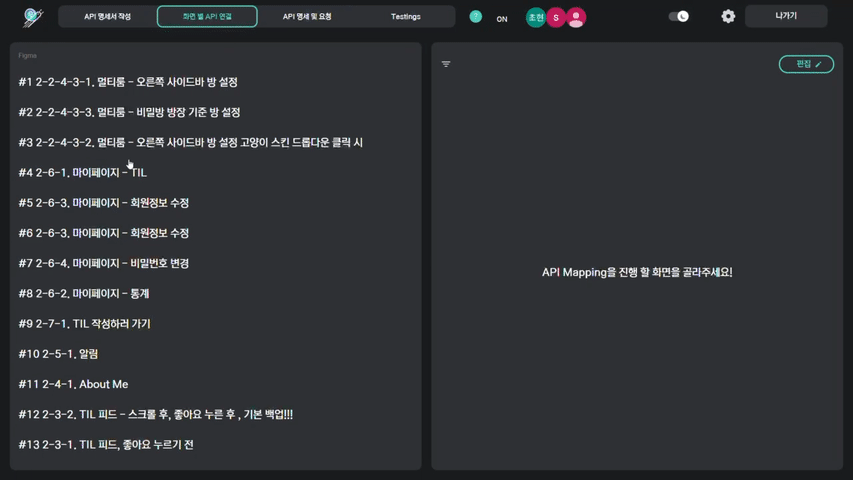 API 명세서 작성
화면 별 API 연결
API 명세 및 요청
Testings
?
ON
초현
S
나가기
Figma
#1 2-2-4-3-1. 멀티룸 - 오른쪽 사이드바 방 설정
#2 2-2-4-3-3. 멀티룸 - 비밀방 방장 기준 방 설정
#3 2-2-4-3-2. 멀티룸 - 오른쪽 사이드바 방 설정 고양이 스킨 드롭다운 클릭 시
#4 2-6-1. 마이페이지 - TIL
#5 2-6-3. 마이페이지 - 회원정보 수정
#6 2-6-3. 마이페이지 - 회원정보 수정
#7 2-6-4. 마이페이지 - 비밀번호 변경
#8 2-6-2. 마이페이지 - 통계
#9 2-7-1. TIL 작성하러 가기
#10 2-5-1. 알림
#11 2-4-1. About Me
#12 2-3-2. TIL 피드 - 스크롤 후, 좋아요 누른 후 , 기본 백업!!!
#13 2-3-1. TIL 피드, 좋아요 누르기 전
편집
API Mapping을 진행 할 화면을 골라주세요!